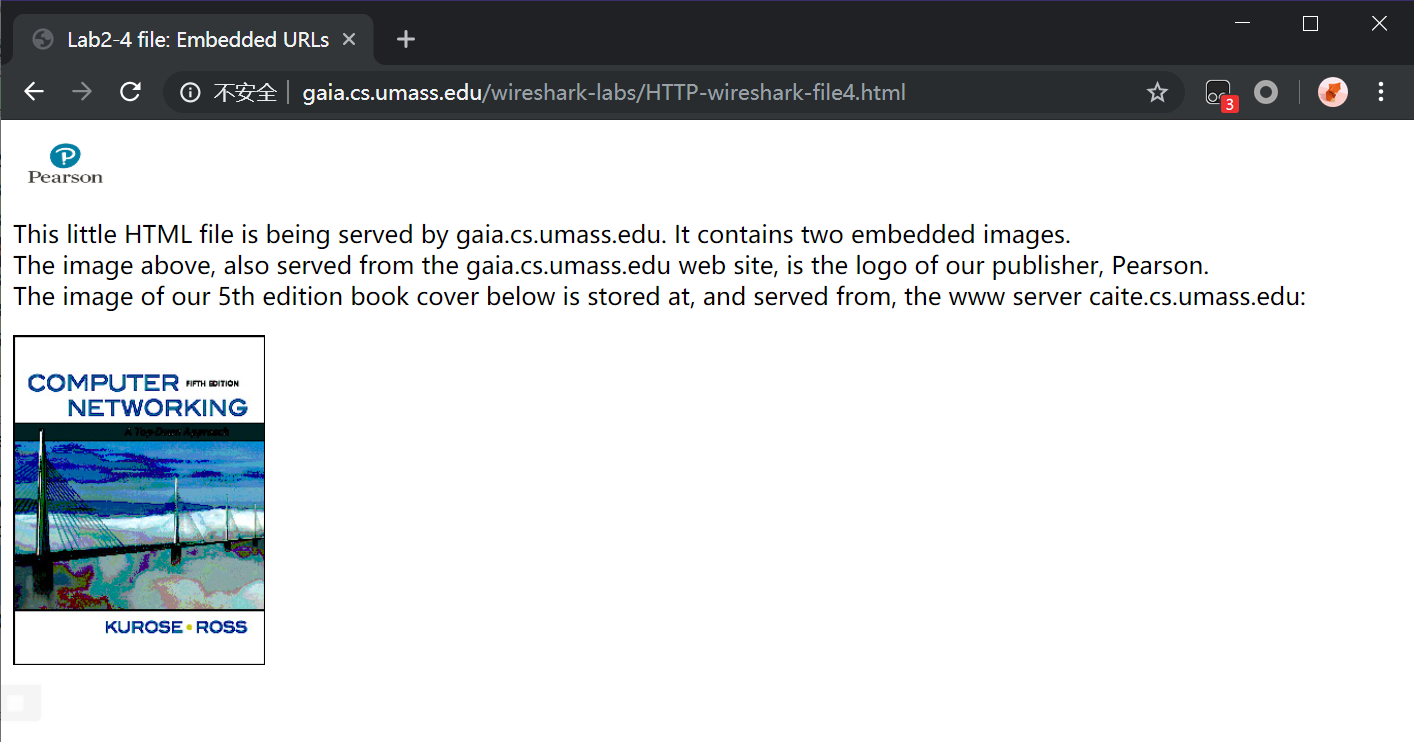 Lab2-4 file: Embedded URLs
不安全 gaia.cs.umass.edu/wireshark-labs/HTTP-wireshark-file4.html
3
Pearson
This little HTML file is being served by gaia.cs.umass.edu. It contains two embedded images.
The image above, also served from the gaia.cs.umass.edu web site, is the logo of our publisher, Pearson.
The image of our 5th edition book cover below is stored at, and served from, the www server caite.cs.umass.edu:
COMPUTER FIFTH EDITION
NETWORKING
A Top-Down Approach
KUROSE • ROSS